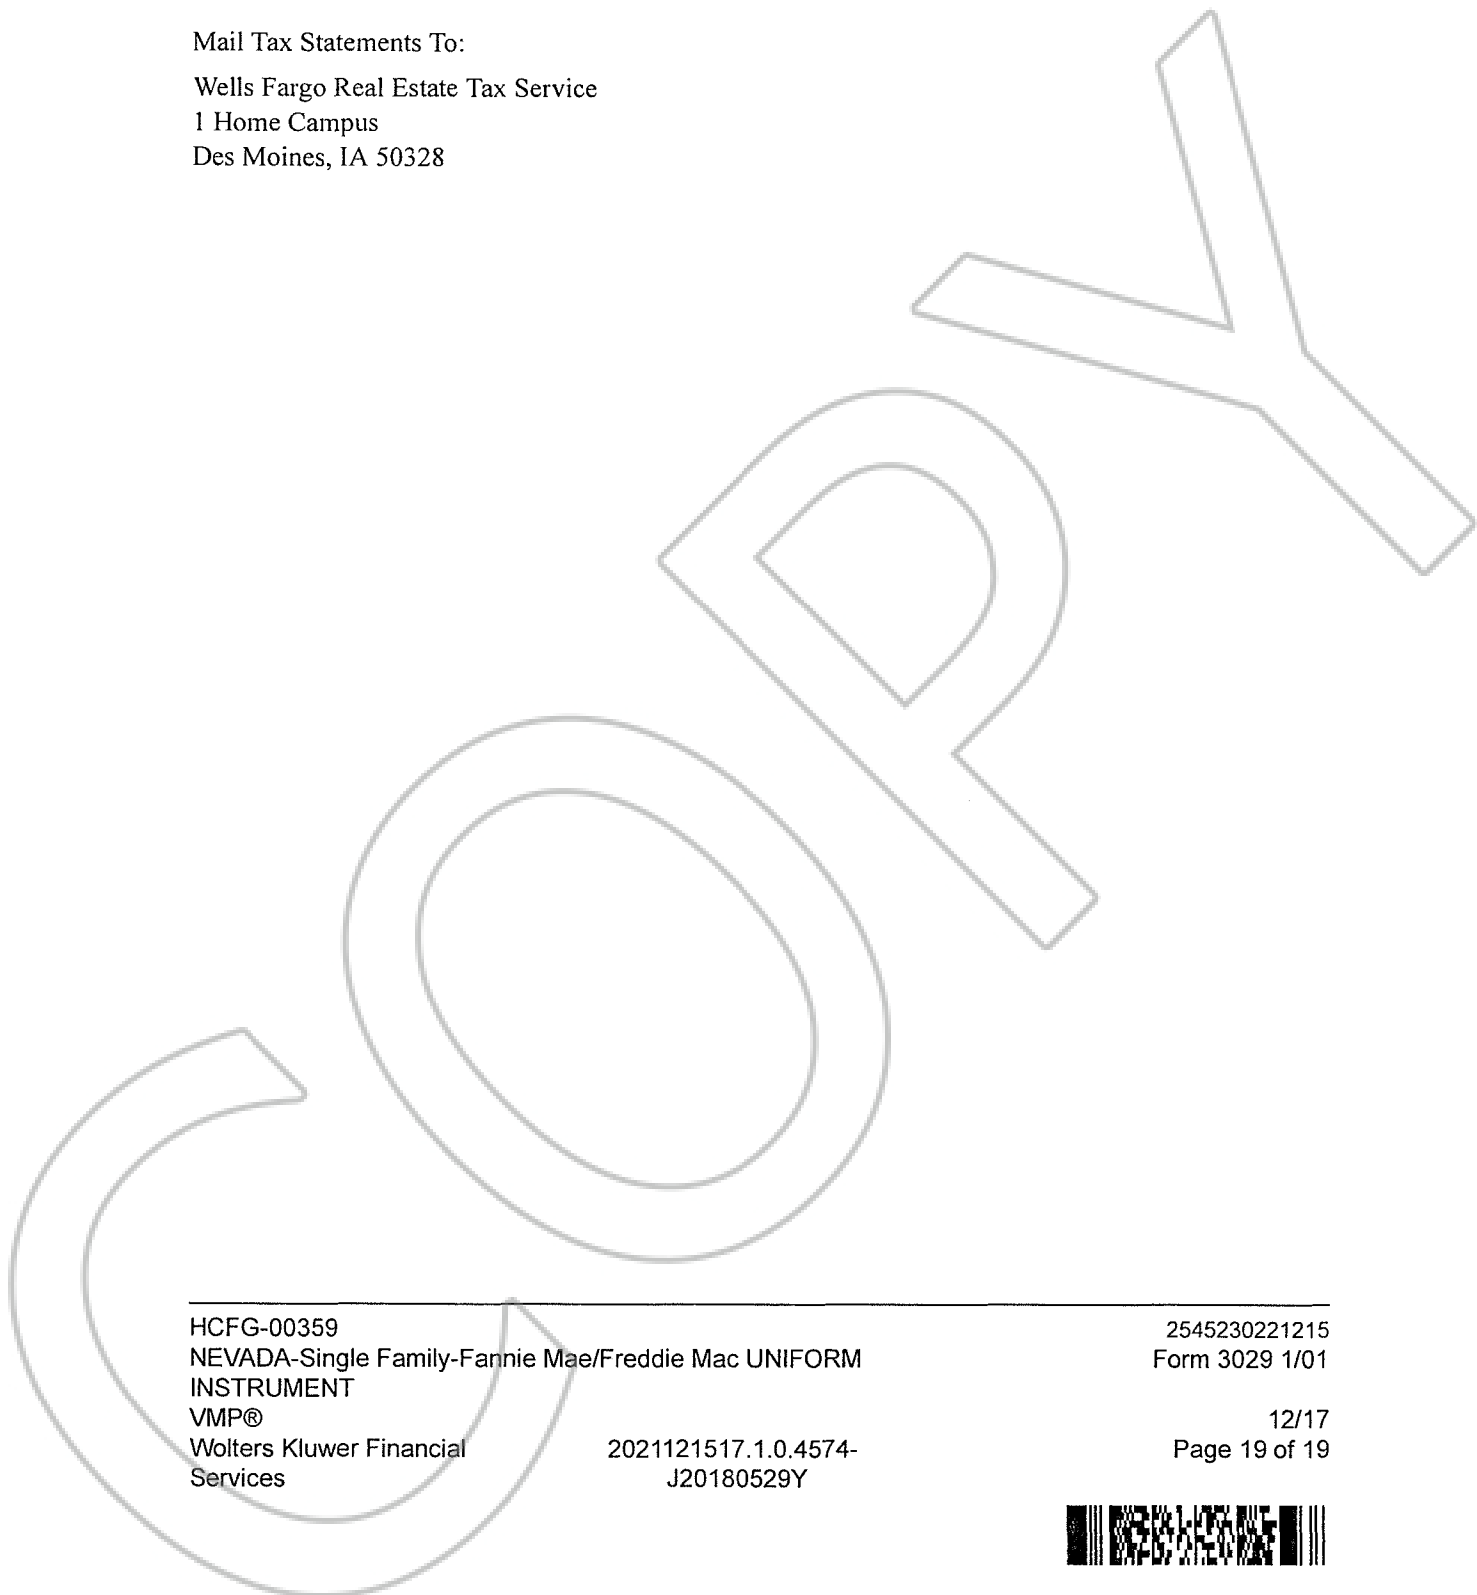 Mail Tax Statements To:
Wells Fargo Real Estate Tax Service
1 Home Campus
Des Moines, IA 50328
COPY
HCFG-00359 2545230221215
NEVADA-Single Family-Fannie Mae/Freddie Mac UNIFORM Form 3029 1/01
INSTRUMENT
VMP® 12/17
Wolters Kluwer Financial 2021121517.1.0.4574- Page 19 of 19
Services J20180529Y